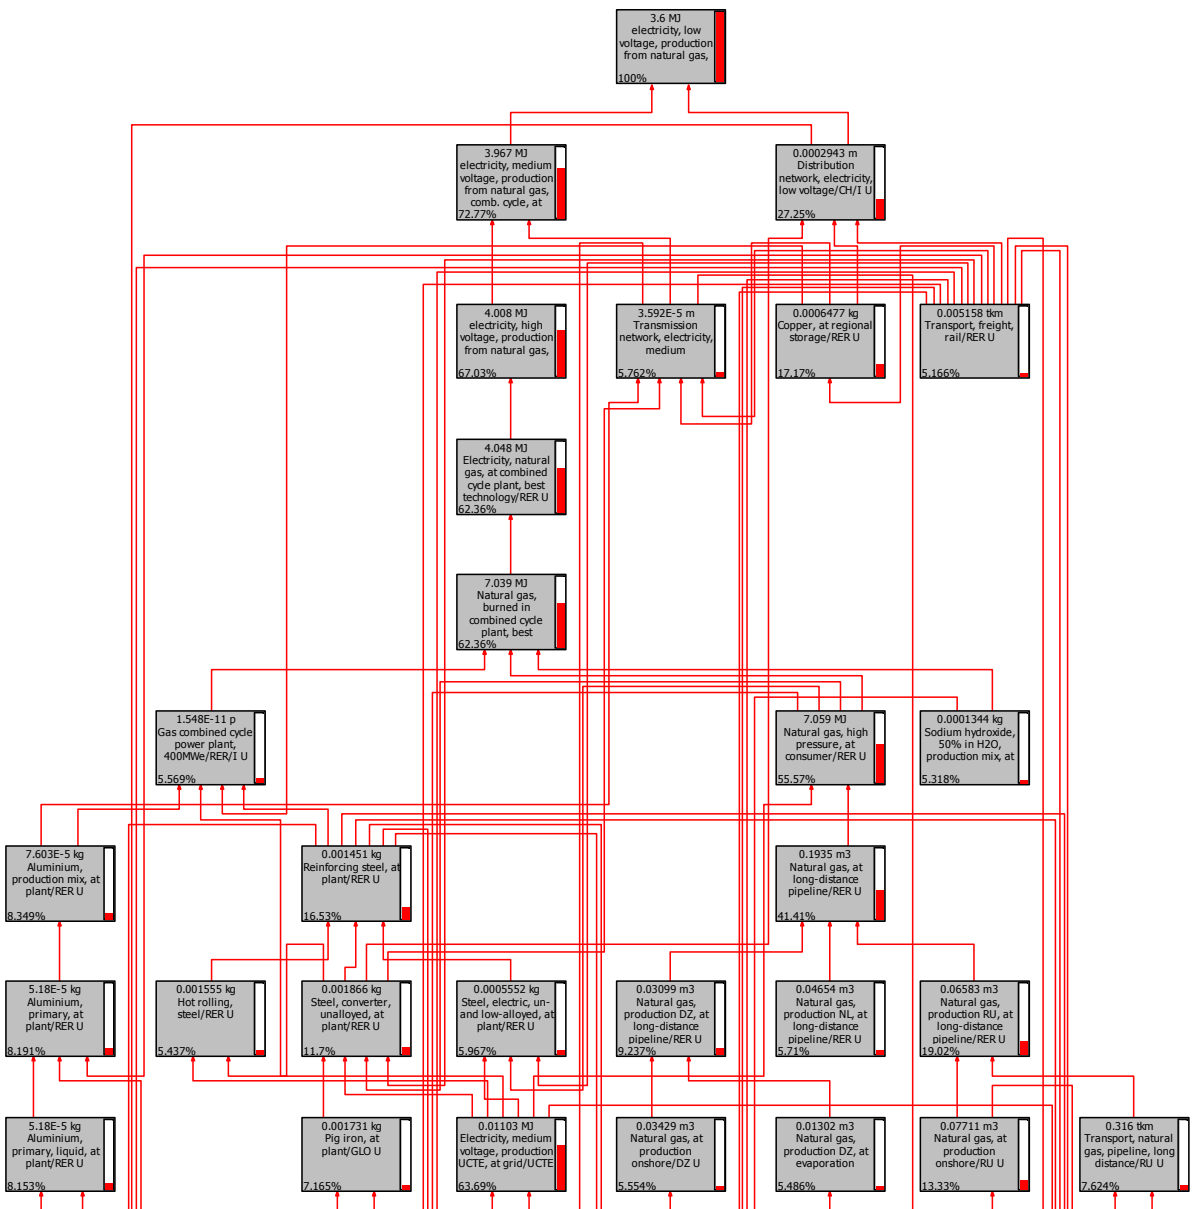 3.6 MJ
electricity, low
voltage, production
from natural gas,
100%
3.967 MJ
electricity, medium
voltage, production
from natural gas,
comb. cycle, at
72.77%
0.0002943 m
Distribution
network, electricity,
low voltage/CH/I U
27.25%
4.008 MJ
electricity, high
voltage, production
from natural gas,
67.03%
3.592E-5 m
Transmission
network, electricity,
medium
5.762%
0.0006477 kg
Copper, at regional
storage/RER U
17.17%
0.005158 tkm
Transport, freight,
rail/RER U
5.166%
4.048 MJ
Electricity, natural
gas, at combined
cycle plant, best
technology/RER U
62.36%
7.039 MJ
Natural gas,
burned in
combined cycle
plant, best
62.36%
1.548E-11 p
Gas combined cycle
power plant,
400MWe/RER/I U
5.569%
7.059 MJ
Natural gas, high
pressure, at
consumer/RER U
55.57%
0.0001344 kg
Sodium hydroxide,
50% in H2O,
production mix, at
5.318%
7.603E-5 kg
Aluminium,
production mix, at
plant/RER U
8.349%
0.001451 kg
Reinforcing steel, at
plant/RER U
16.53%
0.1935 m3
Natural gas, at
long-distance
pipeline/RER U
41.41%
5.18E-5 kg
Aluminium,
primary, at
plant/RER U
8.191%
0.001555 kg
Hot rolling,
steel/RER U
5.437%
0.001866 kg
Steel, converter,
unalloyed, at
plant/RER U
11.7%
0.0005552 kg
Steel, electric, un-
and low-alloyed, at
plant/RER U
5.967%
0.03099 m3
Natural gas,
production DZ, at
long-distance
pipeline/RER U
9.237%
0.04654 m3
Natural gas,
production NL, at
long-distance
pipeline/RER U
5.71%
0.06583 m3
Natural gas,
production RU, at
long-distance
pipeline/RER U
19.02%
5.18E-5 kg
Aluminium,
primary, liquid, at
plant/RER U
8.153%
0.001731 kg
Pig iron, at
plant/GLO U
7.165%
0.01103 MJ
Electricity, medium
voltage, production
UCTE, at grid/UCTE
63.69%
0.03429 m3
Natural gas, at
production
onshore/DZ U
5.554%
0.01302 m3
Natural gas,
production DZ, at
evaporation
5.486%
0.07711 m3
Natural gas, at
production
onshore/RU U
13.33%
0.316 tkm
Transport, natural
gas, pipeline, long
distance/RU U
7.624%